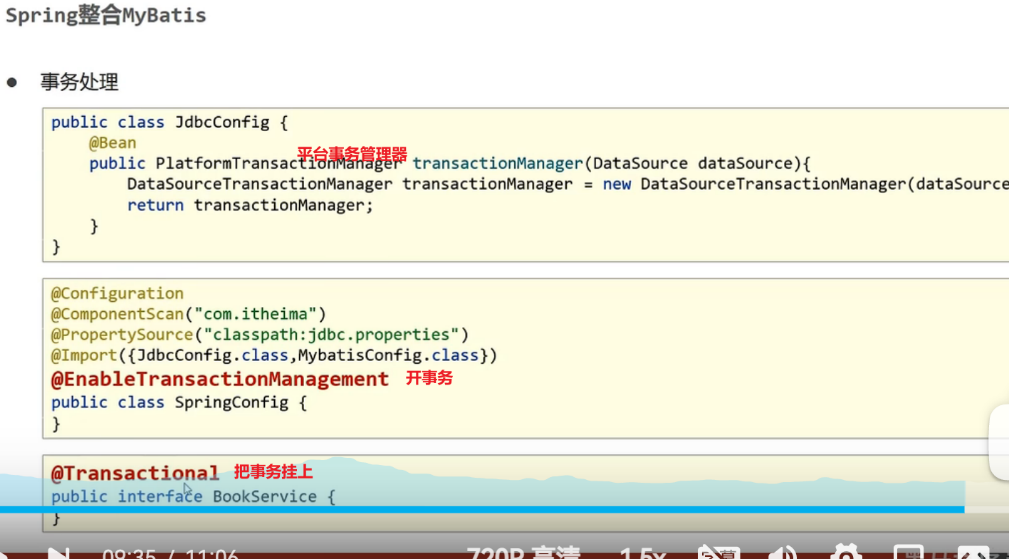 Spring整合MyBatis
● 事务处理
public class JdbcConfig {
@Bean
平台事务管理器
public PlatformTransactionManager transactionManager(DataSource dataSource){
DataSourceTransactionManager transactionManager = new DataSourceTransactionManager(dataSource
return transactionManager;
}
}
@Configuration
@ComponentScan("com.itheima")
@PropertySource("classpath:jdbc.properties")
@Import({JdbcConfig.class,MybatisConfig.class})
@EnableTransactionManagement 开事务
public class SpringConfig {
}
@Transactional 把事务挂上
public interface BookService {
}
09:35 / 11:06 720P 高清 1.5x